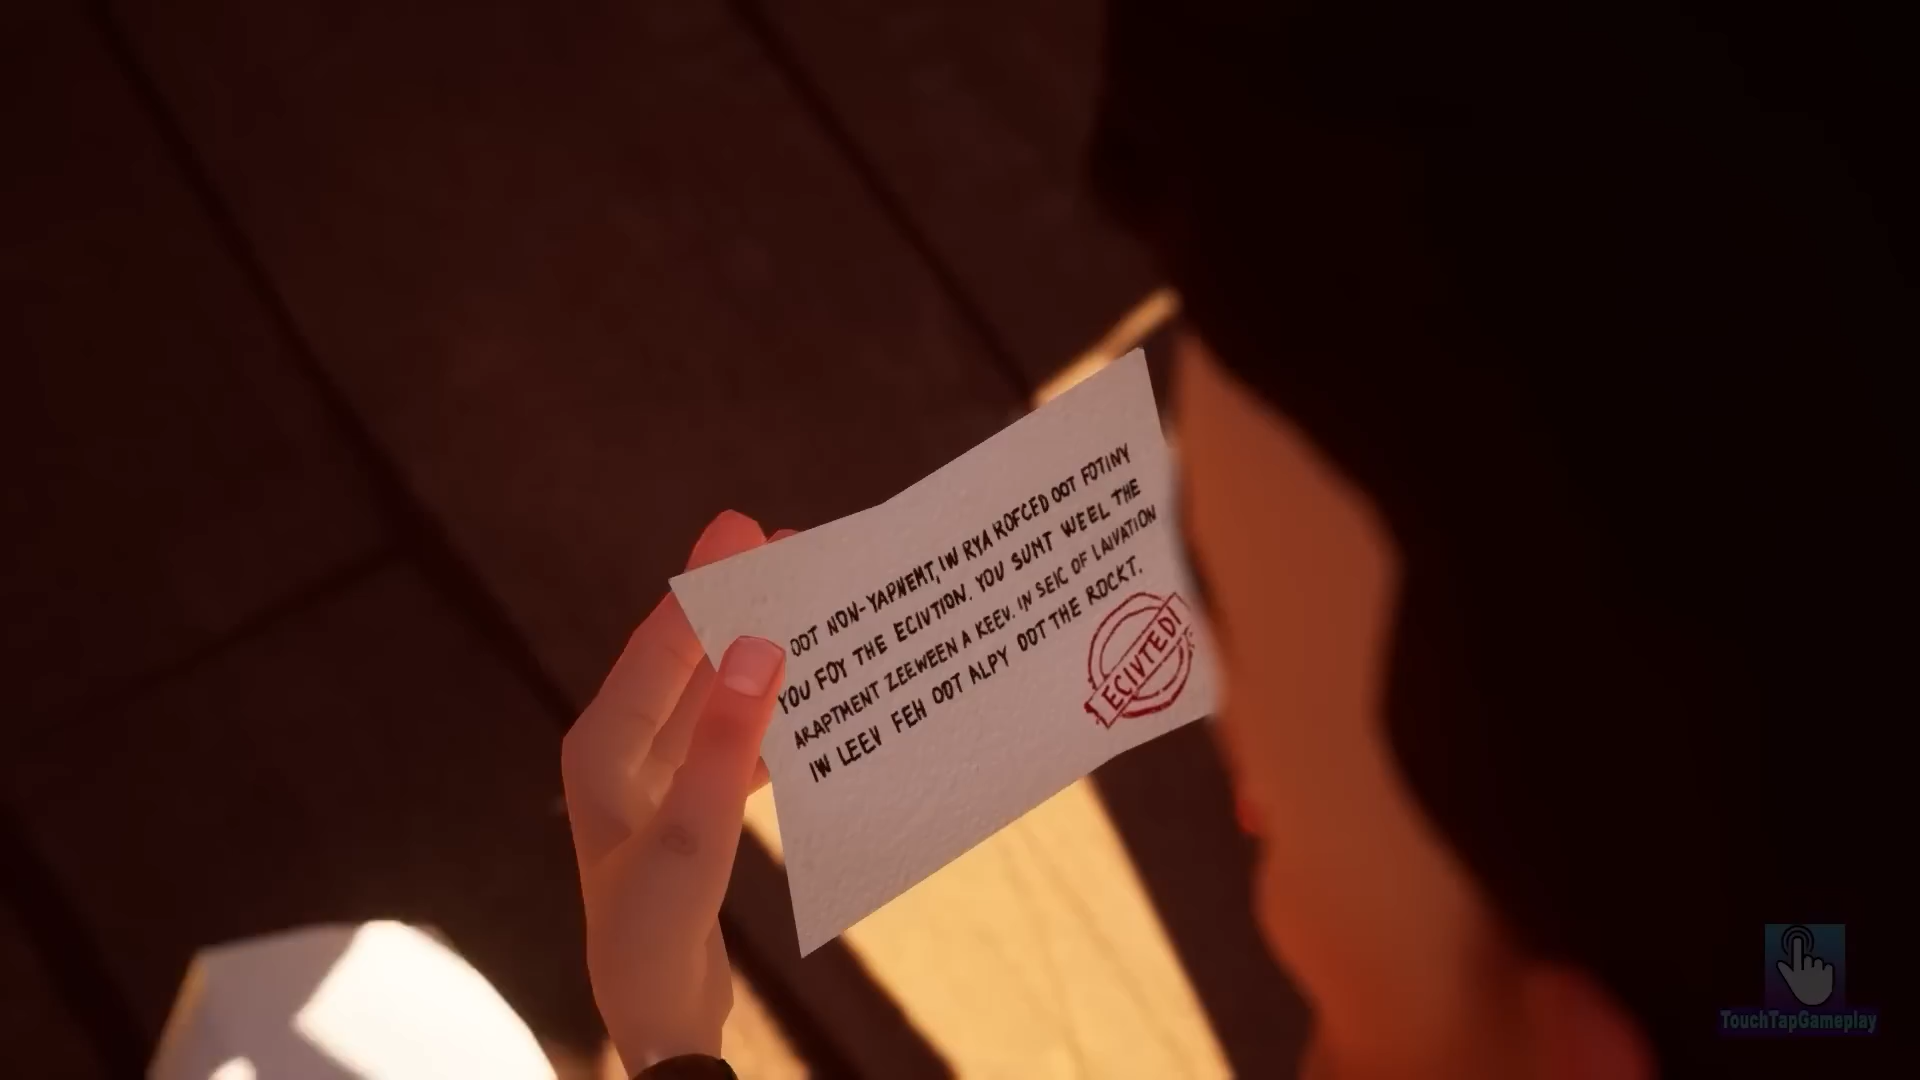 OOT NON-YAPNEMT, IW RYA ROFCED OOT FOTINY
YOU FOY THE ECIVTION. YOU SUMT WEEL THE
ARAPTMENT ZEEWEEN A KEEV. IN SEIC OF LAIVATION
IW LEEV FEH OOT ALPY OOT THE ROCKT.
ECIVTED!
TouchTapGameplay